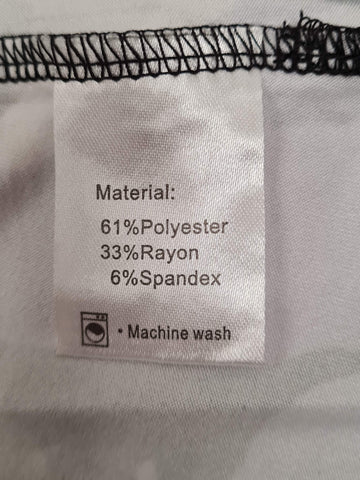 Material:
61%Polyester
33%Rayon
6%Spandex
• Machine wash